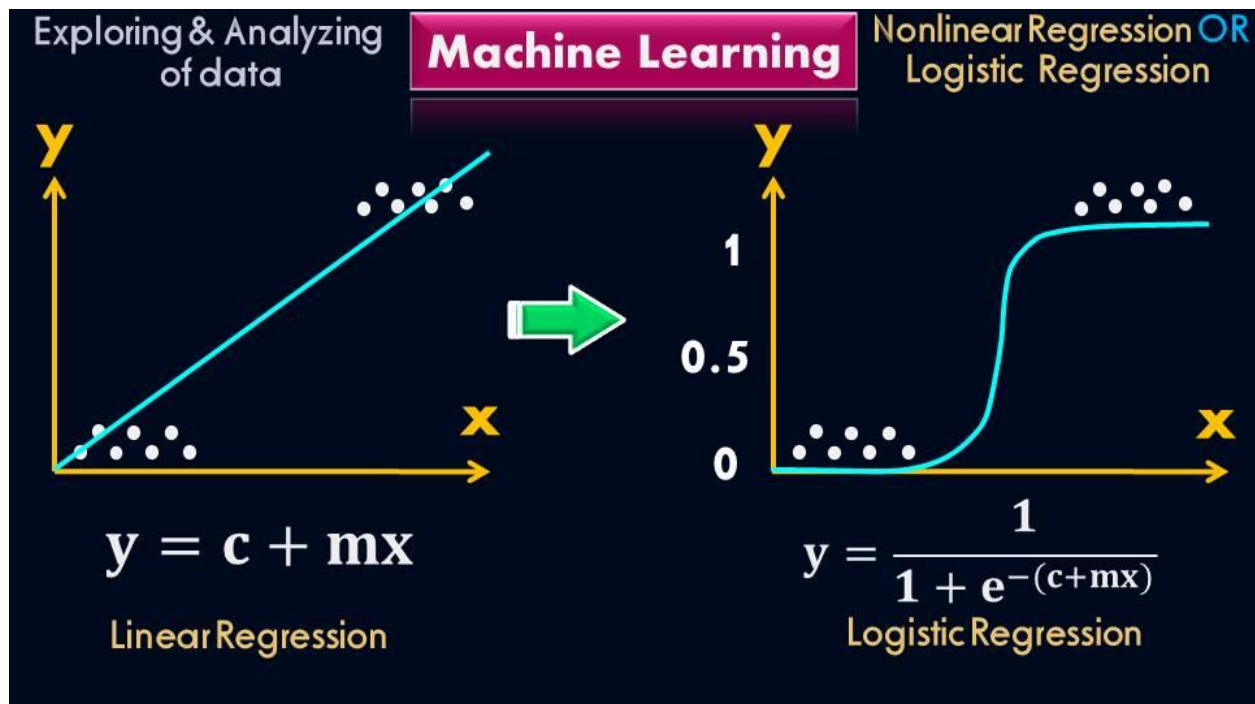 Exploring & Analyzing
of data
Machine Learning
Nonlinear Regression OR
Logistic Regression
y
x
y = c + mx
Linear Regression
y
1
0.5
0
x
y = 1 / (1 + e^-(c+mx))
Logistic Regression